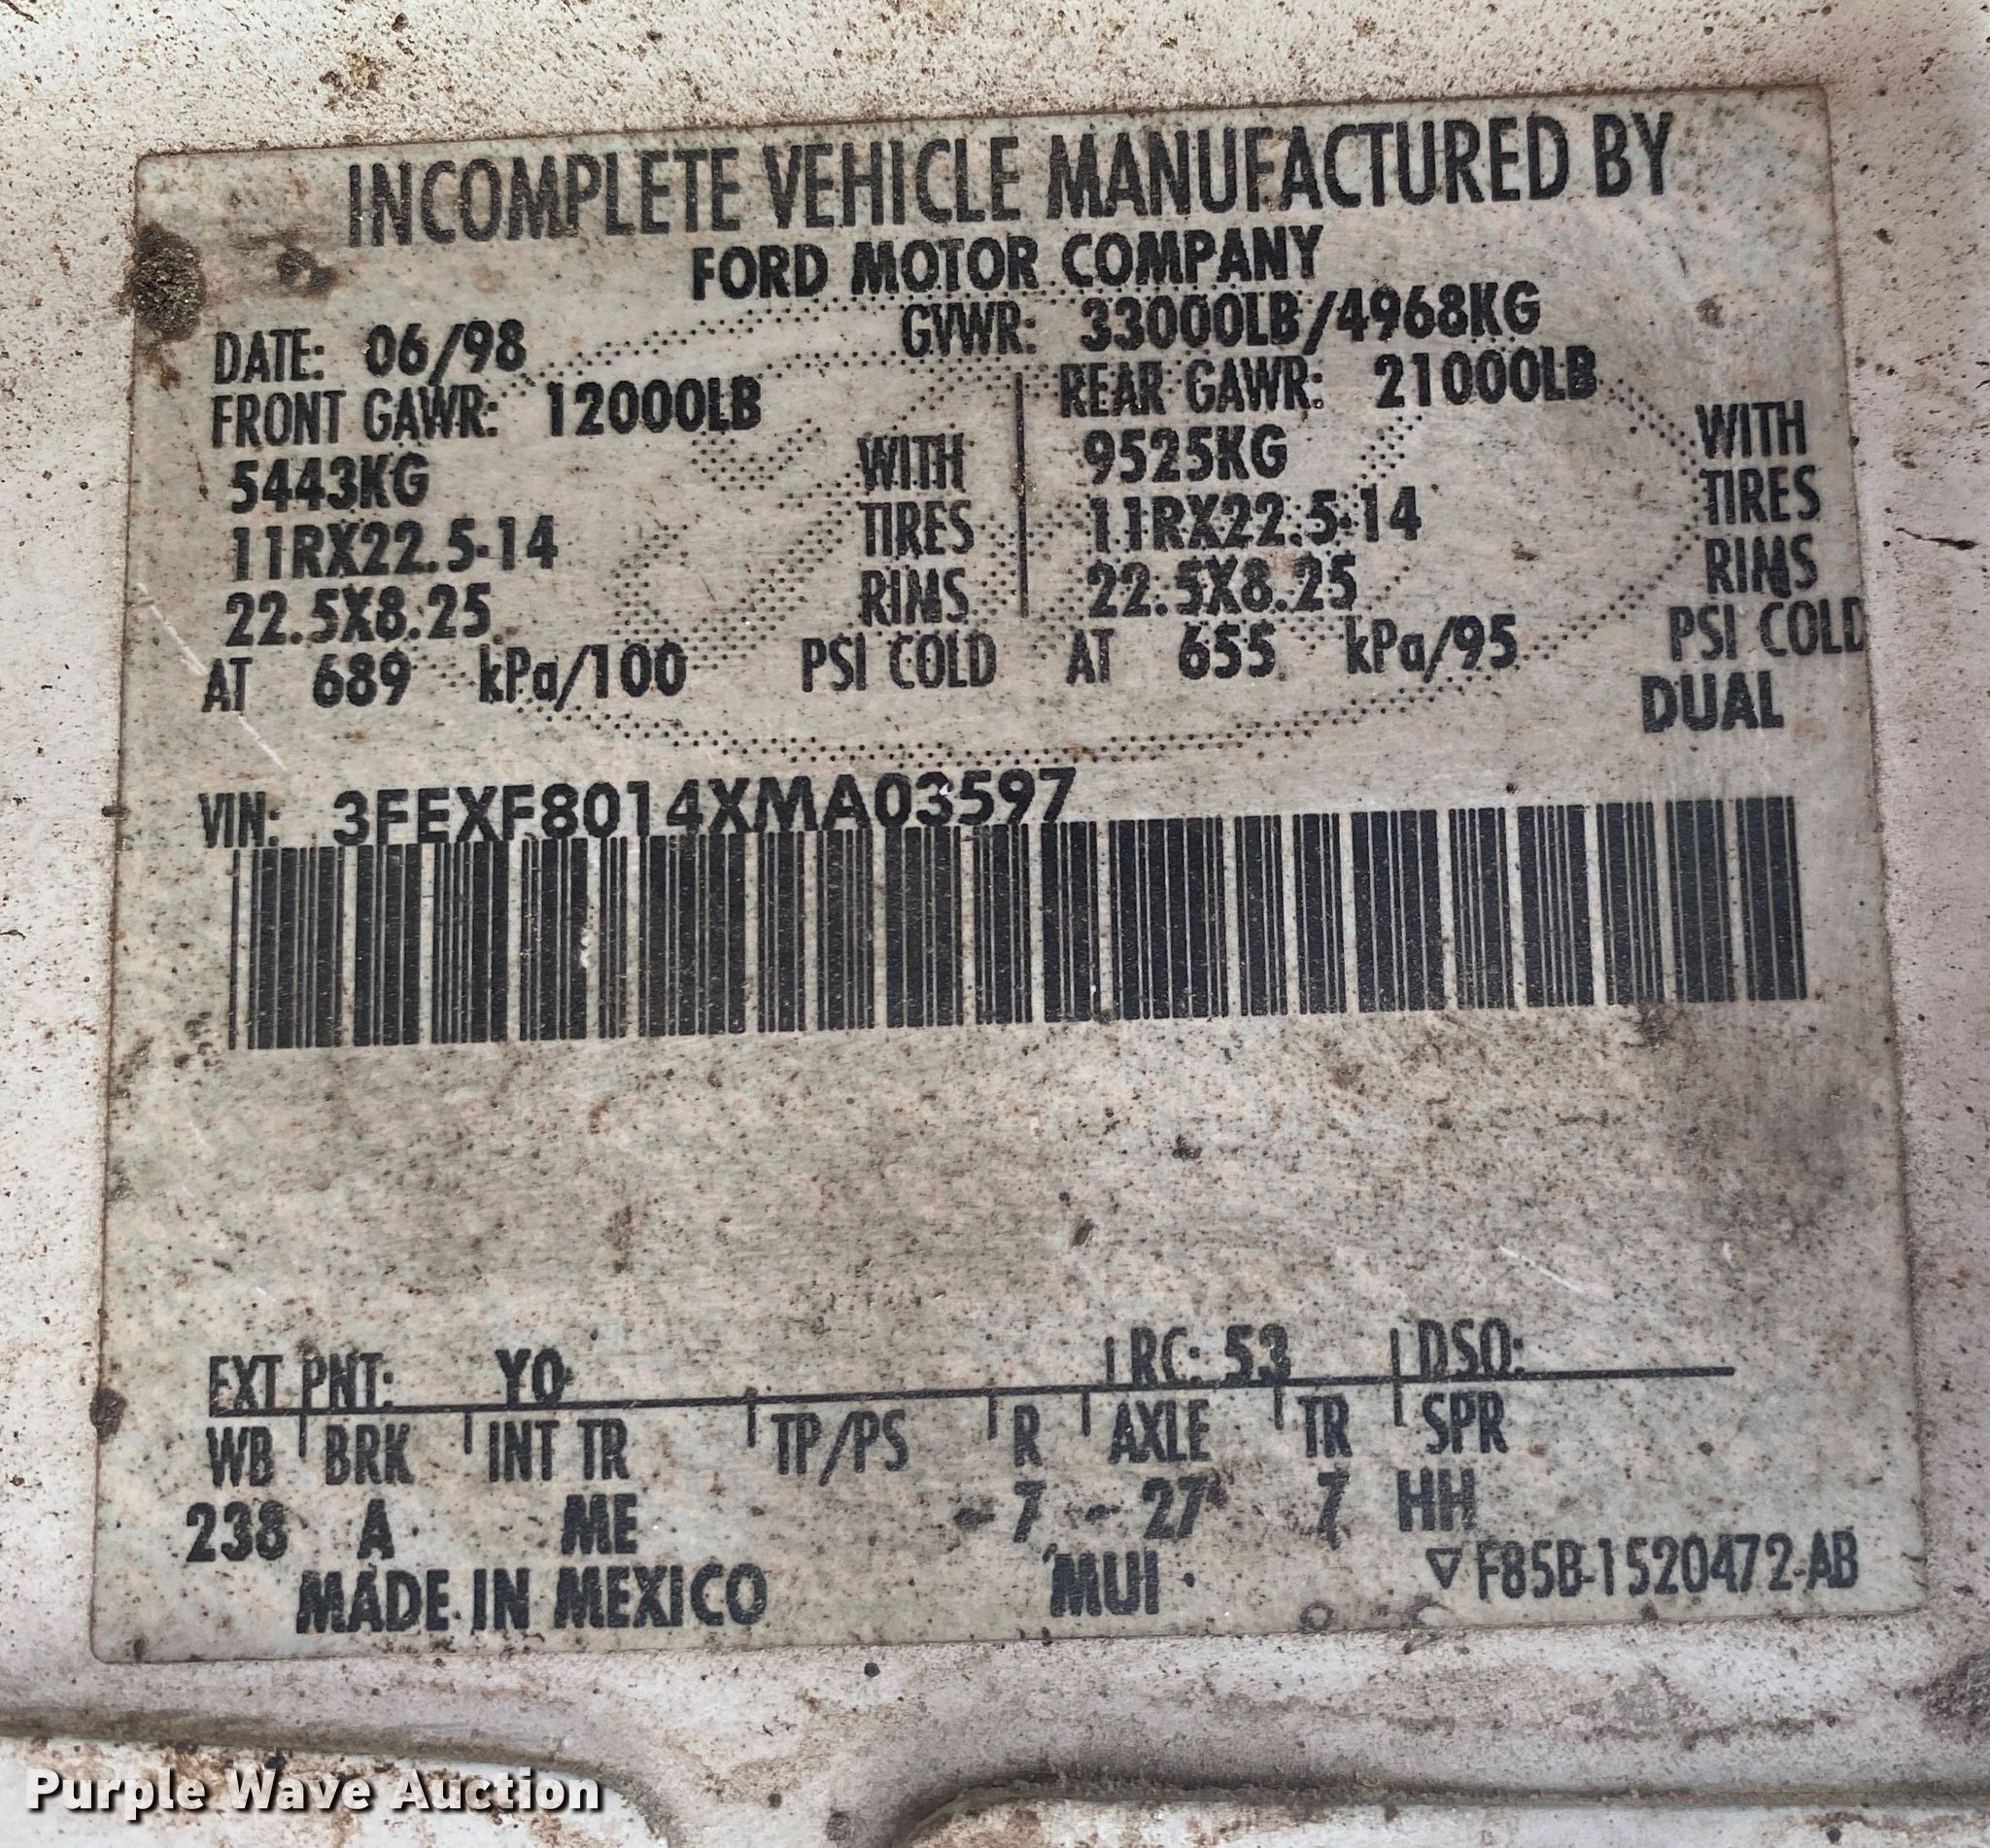 INCOMPLETE VEHICLE MANUFACTURED BY
FORD MOTOR COMPANY
DATE: 06/98 GVWR: 33000LB/4968KG
FRONT GAWR: 12000LB REAR GAWR: 21000LB
5443KG WITH 9525KG WITH
11RX22.5-14 TIRES 11RX22.5-14 TIRES
22.5X8.25 RIMS 22.5X8.25 RIMS
AT 689 kPa/100 PSI COLD AT 655 kPa/95 PSI COLD
DUAL
VIN: 3FEXF8014XMA03597
EXT PNT: YO RC: 53 DSO:
WB BRK INT TR TP/PS R AXLE TR SPR
238 A ME - 7 - 27 7 HH
MADE IN MEXICO MUI F85B-1520472-AB
Purple Wave Auction